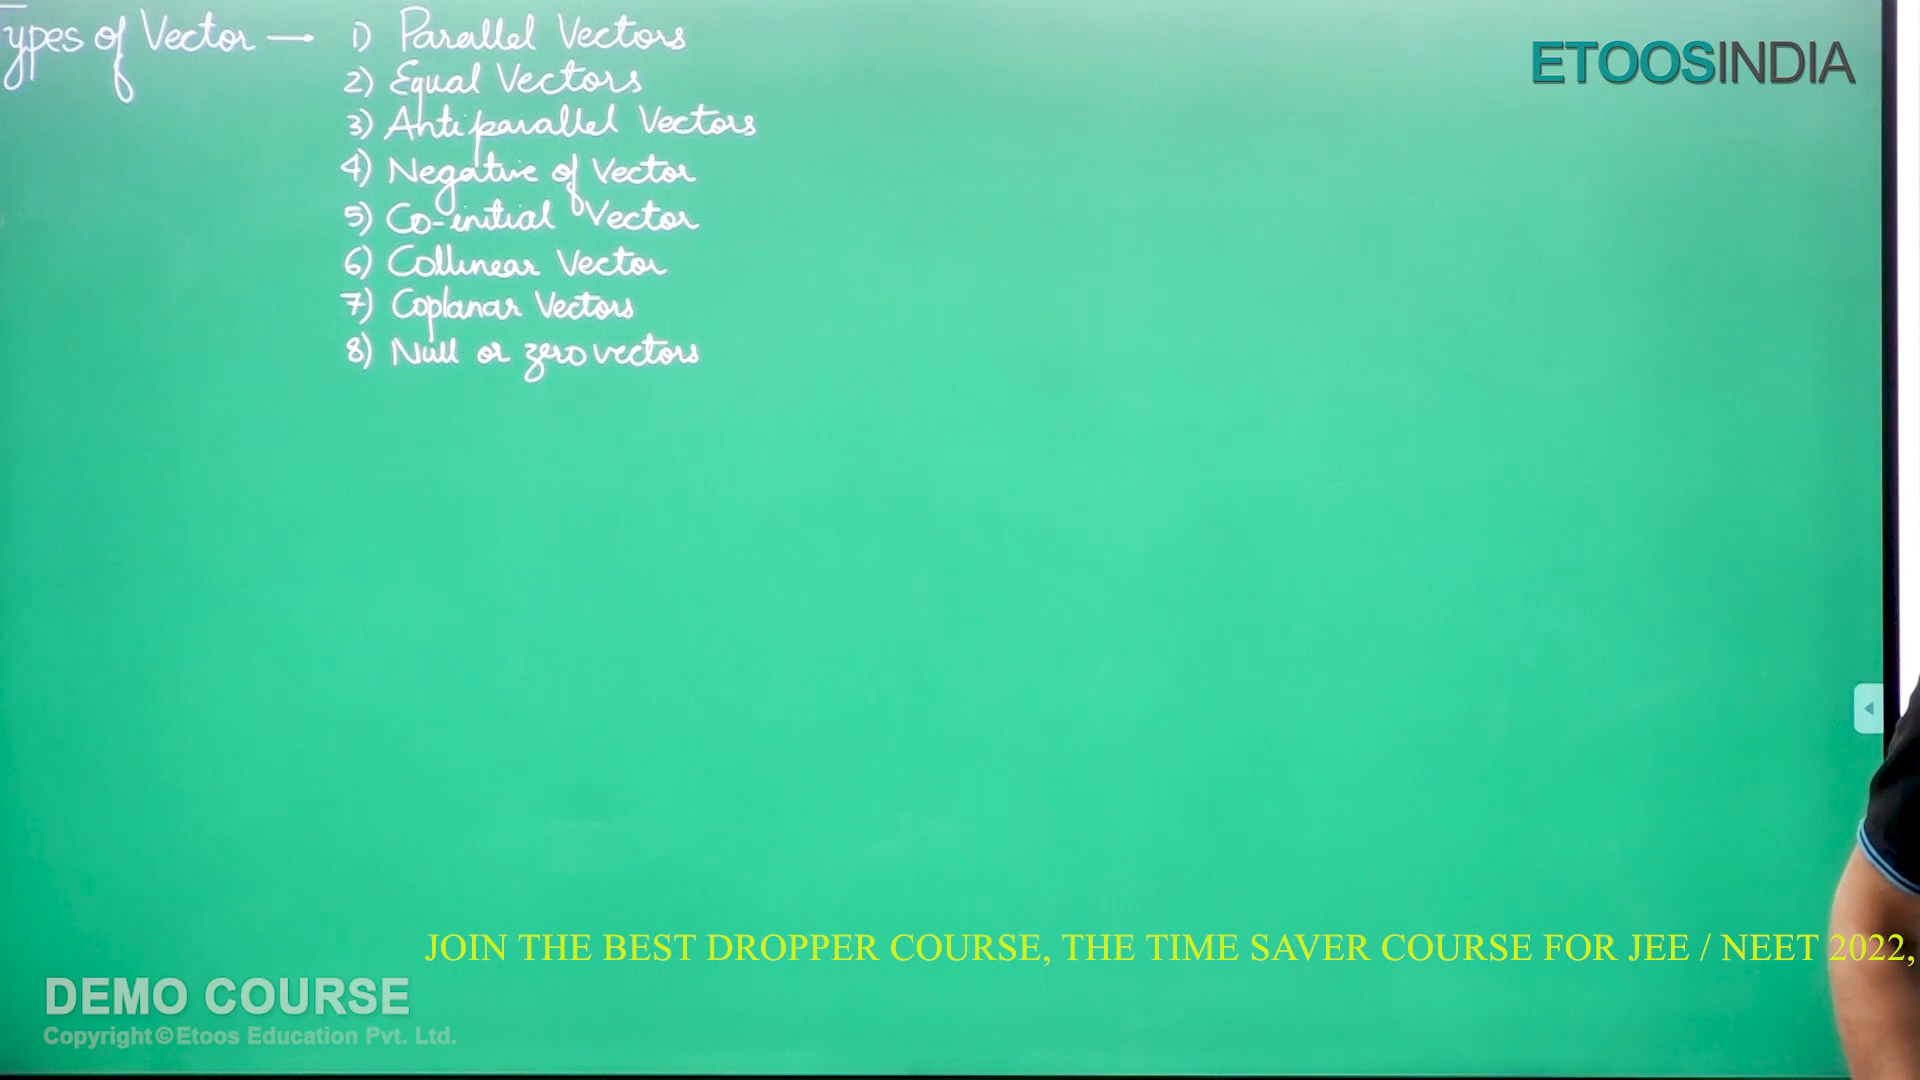 Types of Vector — 1) Parallel Vectors
2) Equal Vectors
3) Antiparallel Vectors
4) Negative of Vector
5) Co-initial Vector
6) Collinear Vector
7) Coplanar Vectors
8) Null or zero vectors
ETOOSINDIA
JOIN THE BEST DROPPER COURSE, THE TIME SAVER COURSE FOR JEE / NEET 2022,
DEMO COURSE
Copyright©Etoos Education Pvt. Ltd.